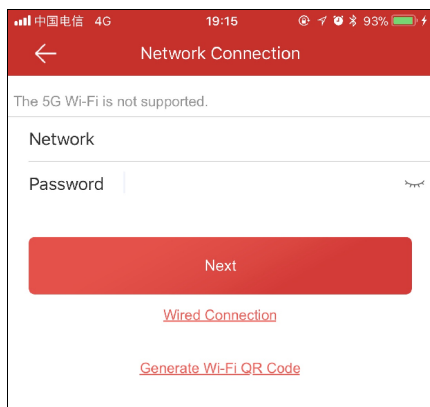 中国电信 4G 19:15 93%
Network Connection
The 5G Wi-Fi is not supported.
Network
Password
Next
Wired Connection
Generate Wi-Fi QR Code